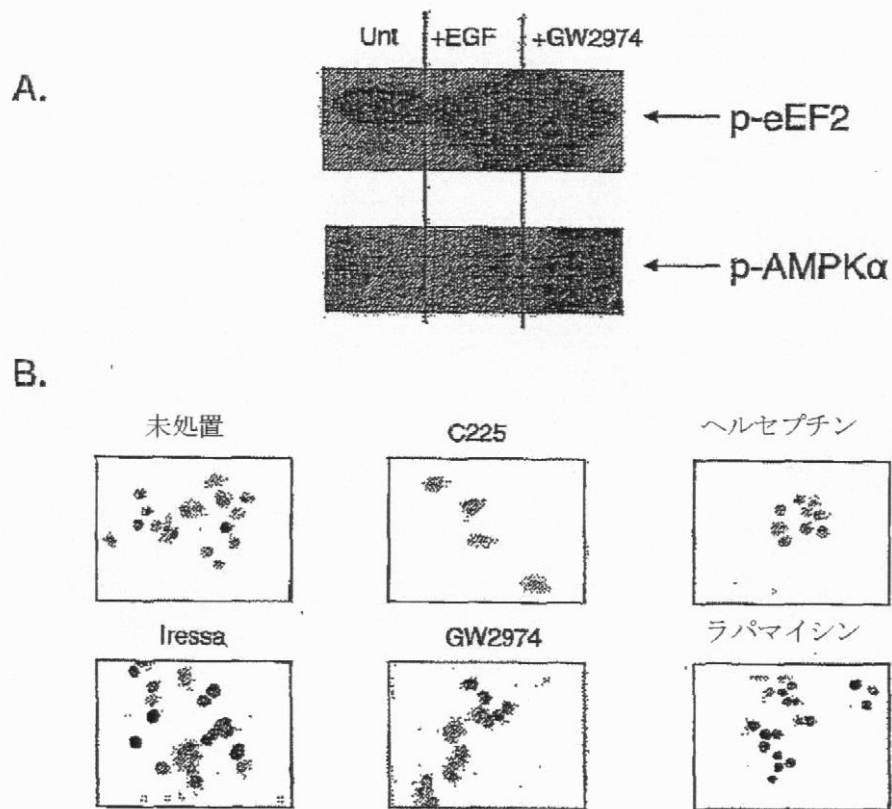 Unt +EGF +GW2974
A.
p-eEF2
p-AMPKα
B.
未処置 C225 ヘルセプチン
Iressa GW2974 ラパマイシン